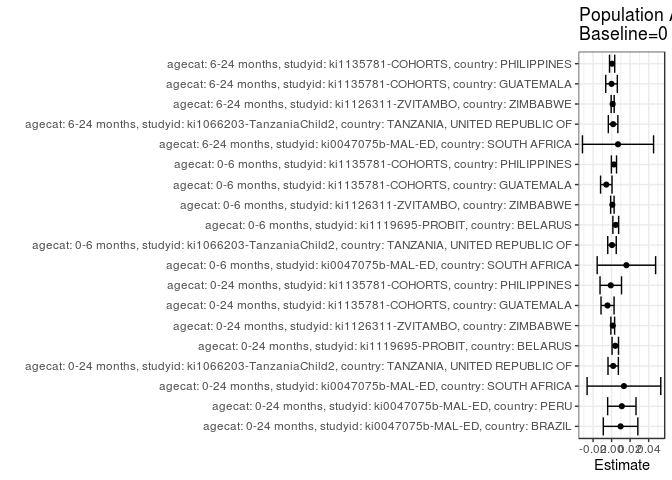 Population
Baseline=0
agecat: 6-24 months, studyid: ki1135781-COHORTS, country: PHILIPPINES
agecat: 6-24 months, studyid: ki1135781-COHORTS, country: GUATEMALA
agecat: 6-24 months, studyid: ki1126311-ZVITAMBO, country: ZIMBABWE
agecat: 6-24 months, studyid: ki1066203-TanzaniaChild2, country: TANZANIA, UNITED REPUBLIC OF
agecat: 6-24 months, studyid: ki0047075b-MAL-ED, country: SOUTH AFRICA
agecat: 0-6 months, studyid: ki1135781-COHORTS, country: PHILIPPINES
agecat: 0-6 months, studyid: ki1135781-COHORTS, country: GUATEMALA
agecat: 0-6 months, studyid: ki1126311-ZVITAMBO, country: ZIMBABWE
agecat: 0-6 months, studyid: ki1119695-PROBIT, country: BELARUS
agecat: 0-6 months, studyid: ki1066203-TanzaniaChild2, country: TANZANIA, UNITED REPUBLIC OF
agecat: 0-6 months, studyid: ki0047075b-MAL-ED, country: SOUTH AFRICA
agecat: 0-24 months, studyid: ki1135781-COHORTS, country: PHILIPPINES
agecat: 0-24 months, studyid: ki1135781-COHORTS, country: GUATEMALA
agecat: 0-24 months, studyid: ki1126311-ZVITAMBO, country: ZIMBABWE
agecat: 0-24 months, studyid: ki1119695-PROBIT, country: BELARUS
agecat: 0-24 months, studyid: ki1066203-TanzaniaChild2, country: TANZANIA, UNITED REPUBLIC OF
agecat: 0-24 months, studyid: ki0047075b-MAL-ED, country: SOUTH AFRICA
agecat: 0-24 months, studyid: ki0047075b-MAL-ED, country: PERU
agecat: 0-24 months, studyid: ki0047075b-MAL-ED, country: BRAZIL
-0.02 0.00 0.02 0.04
Estimate